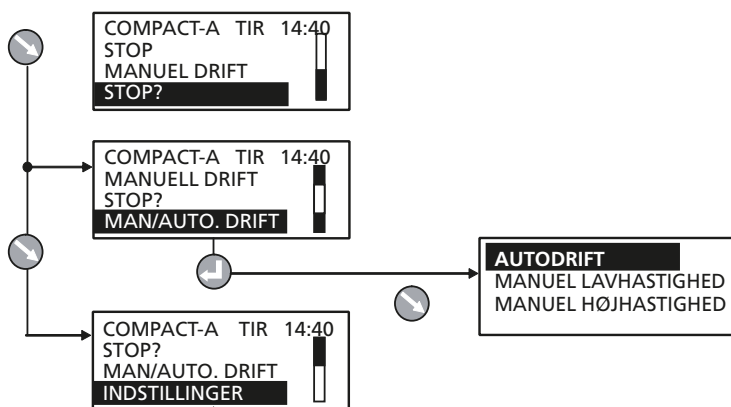 COMPACT-A TIR 14:40
STOP
MANUEL DRIFT
STOP?
COMPACT-A TIR 14:40
MANUELL DRIFT
STOP?
MAN/AUTO. DRIFT
AUTODRIFT
MANUEL LAVHASTIGHED
MANUEL HØJHASTIGHED
COMPACT-A TIR 14:40
STOP?
MAN/AUTO. DRIFT
INDSTILLINGER